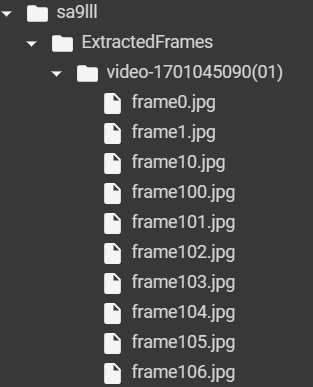 sa9lll
ExtractedFrames
video-1701045090(01)
frame0.jpg
frame1.jpg
frame10.jpg
frame100.jpg
frame101.jpg
frame102.jpg
frame103.jpg
frame104.jpg
frame105.jpg
frame106.jpg